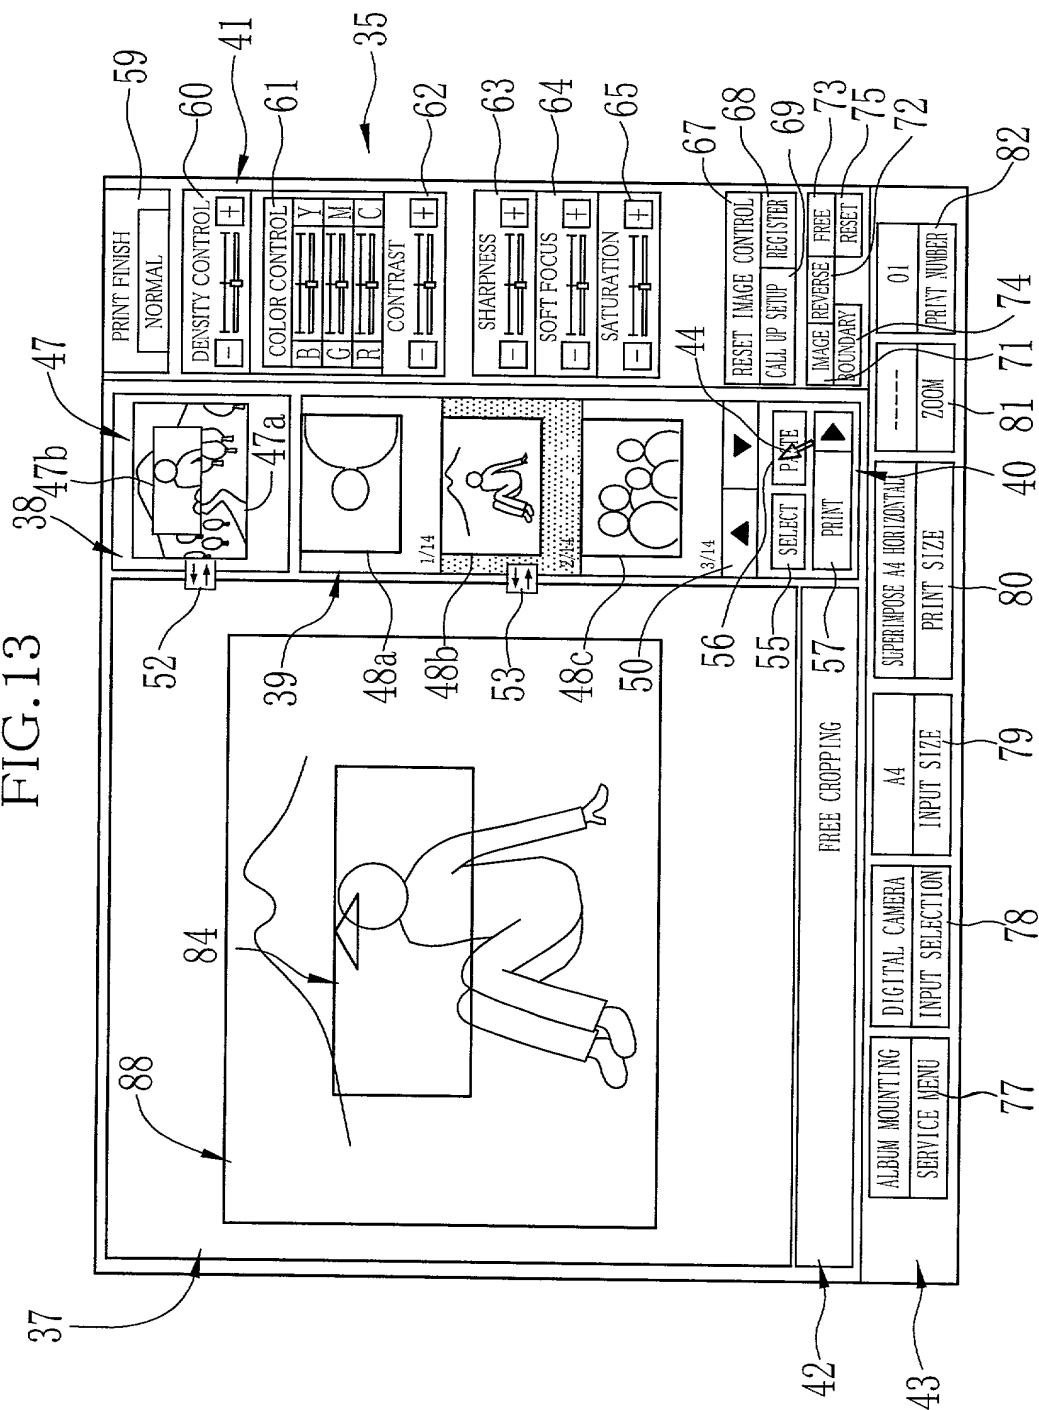 FIG.13
37
88
84
52
38
47b
47
47a
39
48a
48b
53
48c
50
1/14
2/14
3/14
SELECT
PASTE
PRINT
55
56
57
44
40
PRINT FINISH
NORMAL
59
DENSITY CONTROL
-
+
60
41
COLOR CONTROL
B
Y
G
M
R
C
61
35
CONTRAST
-
+
62
SHARPNESS
-
+
63
SOFT FOCUS
-
+
64
SATURATION
-
+
65
RESET IMAGE CONTROL
67
CALL UP SETUP
REGISTER
68
69
IMAGE
REVERSE
FREE
73
BOUNDARY
RESET
75
72
71
74
FREE CROPPING
42
43
ALBUM MOUNTING
SERVICE MENU
77
DIGITAL CAMERA
INPUT SELECTION
78
A4
INPUT SIZE
79
SUPERIMPOSE A4 HORIZONTAL
PRINT SIZE
80
------
ZOOM
81
01
PRINT NUMBER
82